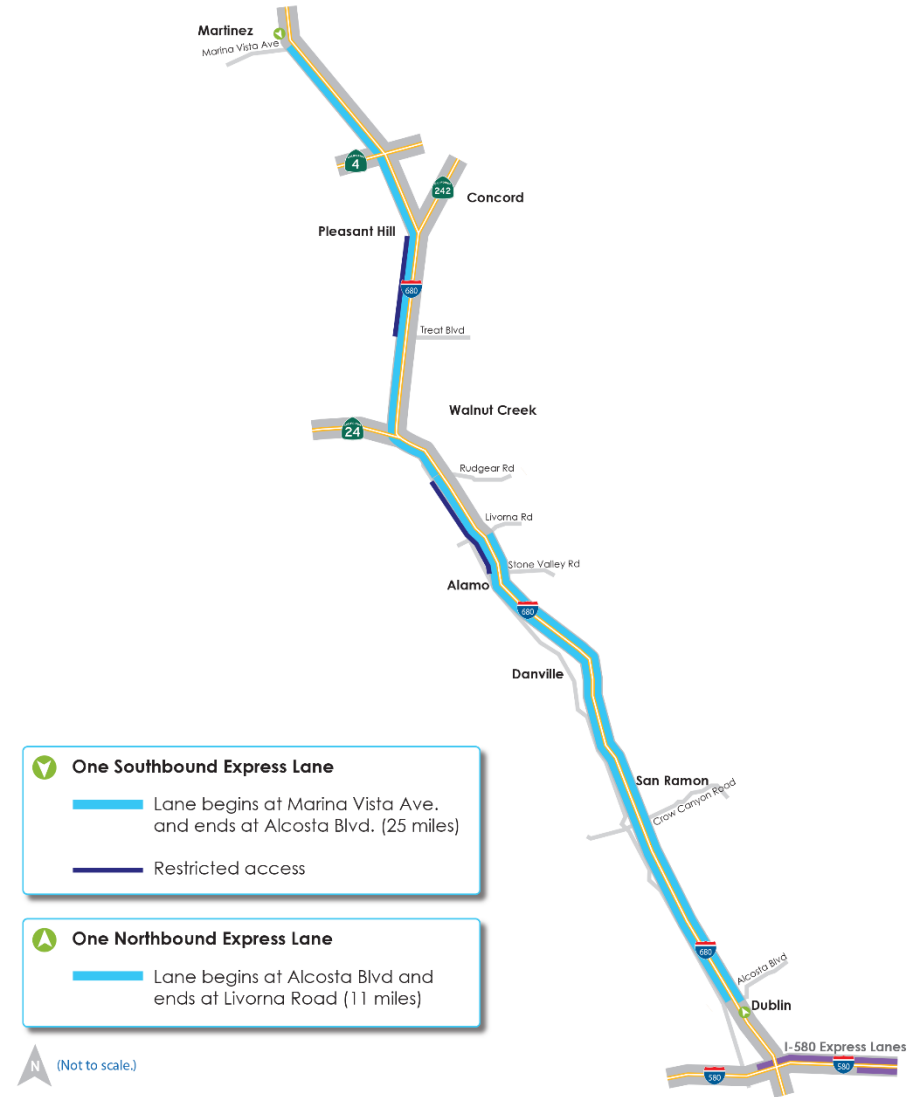 Martinez
Marina Vista Ave
4
242
Concord
Pleasant Hill
680
Treat Blvd
Walnut Creek
24
Rudgear Rd
Livorna Rd
Stone Valley Rd
Alamo
680
Danville
One Southbound Express Lane
Lane begins at Marina Vista Ave.
and ends at Alcosta Blvd. (25 miles)
Restricted access
San Ramon
Crow Canyon Road
One Northbound Express Lane
Lane begins at Alcosta Blvd and
ends at Livorna Road (11 miles)
680
Alcosta Blvd
Dublin
I-580 Express Lanes
N
(Not to scale.)
580
580